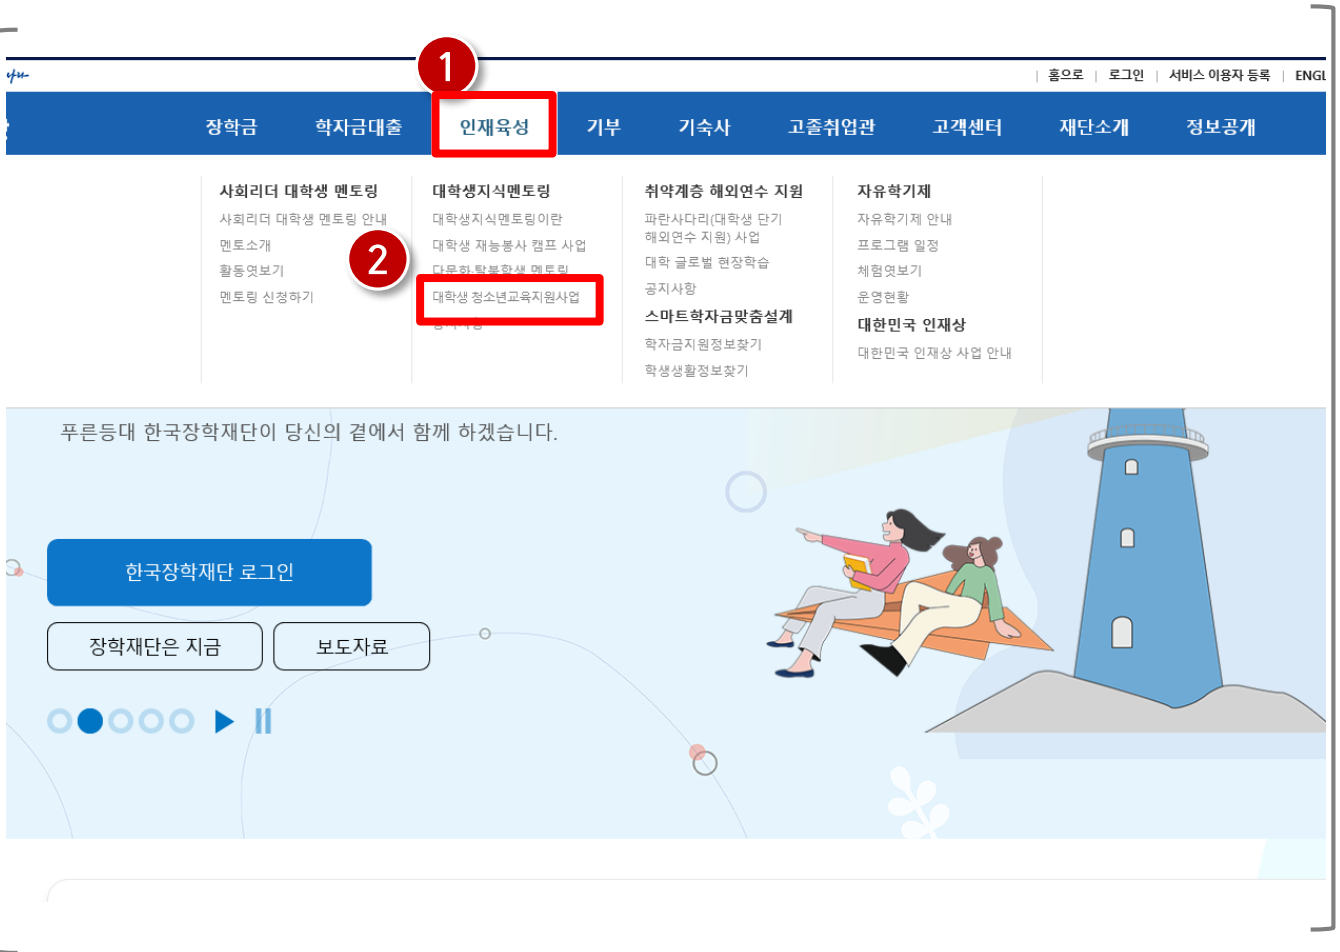 1
홈으로 | 로그인 | 서비스 이용자 등록 | ENGL
장학금 학자금대출 인재육성 기부 기숙사 고졸취업관 고객센터 재단소개 정보공개
사회리더 대학생 멘토링
사회리더 대학생 멘토링 안내
멘토소개
활동엿보기
멘토링 신청하기
2
대학생지식멘토링
대학생지식멘토링이란
대학생 재능봉사 캠프 사업
다문화·탈북학생 멘토링
대학생 청소년교육지원사업
취약계층 해외연수 지원
파란사다리(대학생 단기
해외연수 지원) 사업
대학 글로벌 현장학습
공지사항
스마트학자금맞춤설계
학자금지원정보찾기
학생생활정보찾기
자유학기제
자유학기제 안내
프로그램 일정
체험엿보기
운영현황
대한민국 인재상
대한민국 인재상 사업 안내
푸른등대 한국장학재단이 당신의 곁에서 함께 하겠습니다.
한국장학재단 로그인
장학재단은 지금
보도자료